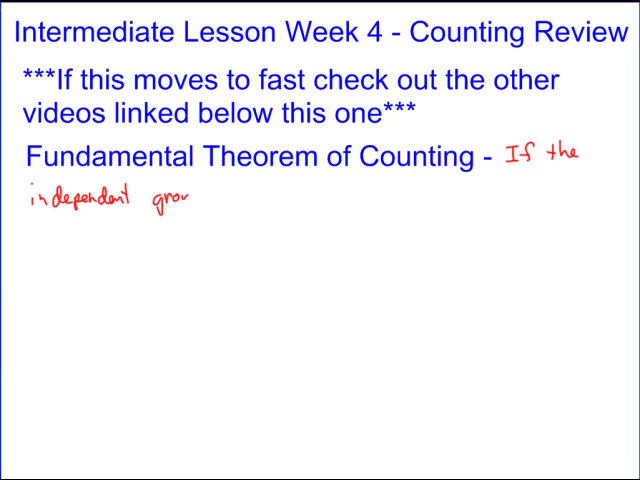 Intermediate Lesson Week 4 - Counting Review
***If this moves to fast check out the other
videos linked below this one***
Fundamental Theorem of Counting - If the
independent grou